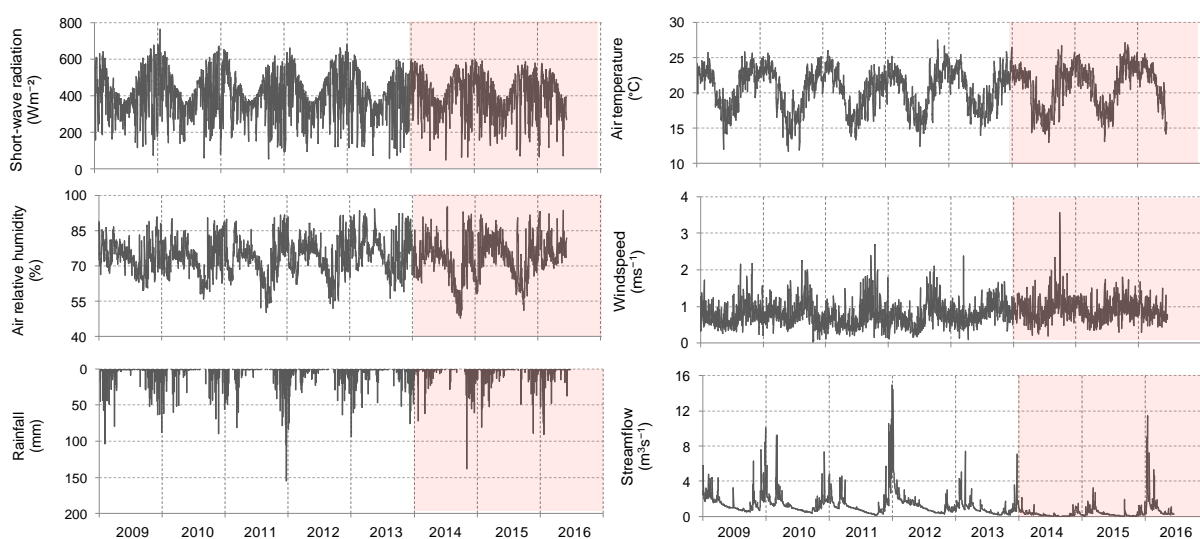 Short-wave radiation
(Wm⁻²)
800
600
400
200
0
Air temperature
(°C)
30
25
20
15
10
Air relative humidity
(%)
100
85
70
55
40
Windspeed
(ms⁻¹)
4
3
2
1
0
Rainfall
(mm)
0
50
100
150
200
2009 2010 2011 2012 2013 2014 2015 2016
Streamflow
(m³s⁻¹)
16
12
8
4
0
2009 2010 2011 2012 2013 2014 2015 2016